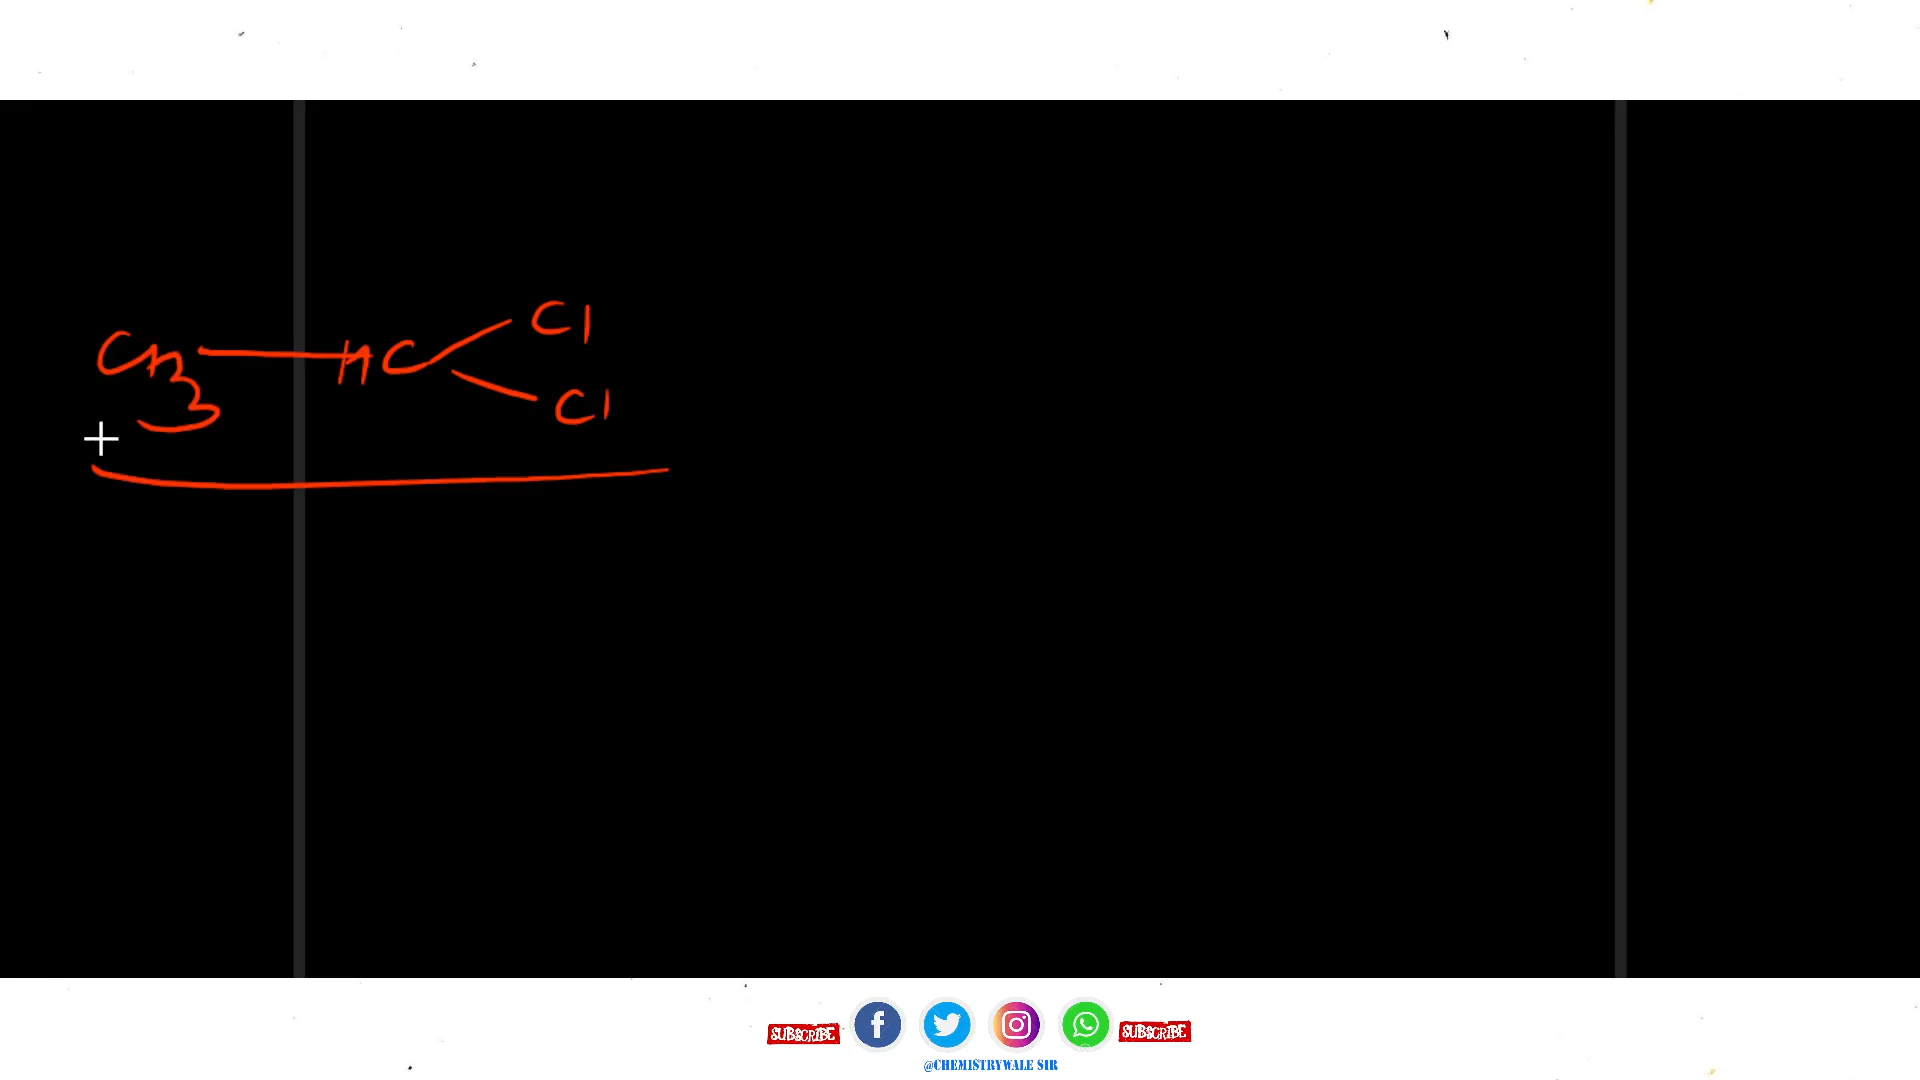 Cl
CH3 — HC
Cl
SUBSCRIBE
SUBSCRIBE
@CHEMISTRYWALE SIR